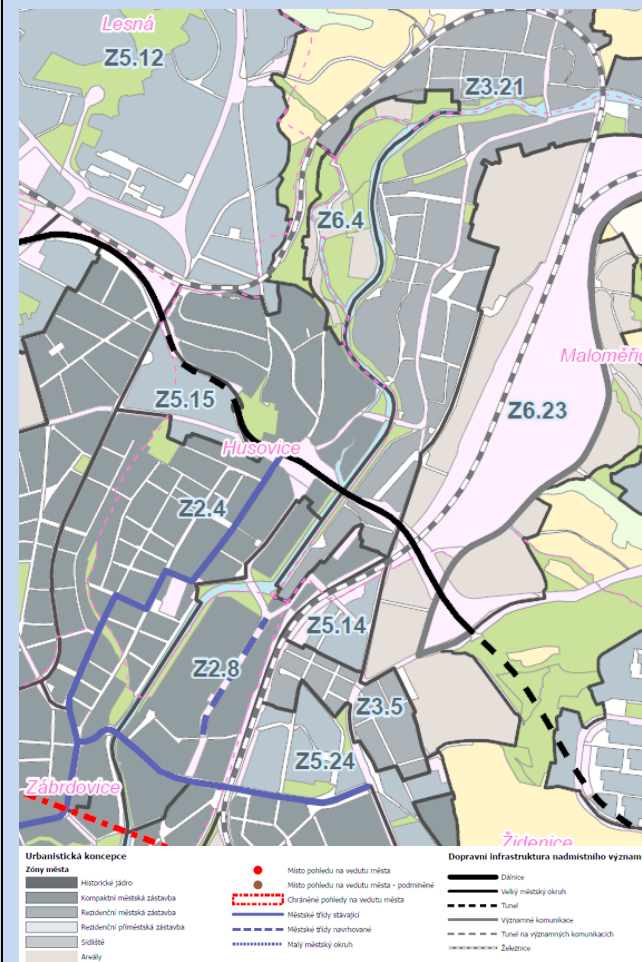 Lesná
Z5.12
Z3.21
Z6.4
Maloměřic
Z5.15
Z6.23
Husovice
Z2.4
Z5.14
Z2.8
Z3.5
Z5.24
Zábrdovice
Židenice
Urbanistická koncepce
Zóny města
Historické jádro
Kompaktní městská zástavba
Rezidenční městská zástavba
Rezidenční příměstská zástavba
Sídliště
Areály
Místo pohledu na vedutu města
Místo pohledu na vedutu města - podmíněné
Chráněné pohledy na vedutu města
Městské třídy stávající
Městské třídy navrhované
Malý městský okruh
Dopravní infrastruktura nadmístního význam
Dálnice
Velký městský okruh
Tunel
Významné komunikace
Tunel na významných komunikacích
Železnice